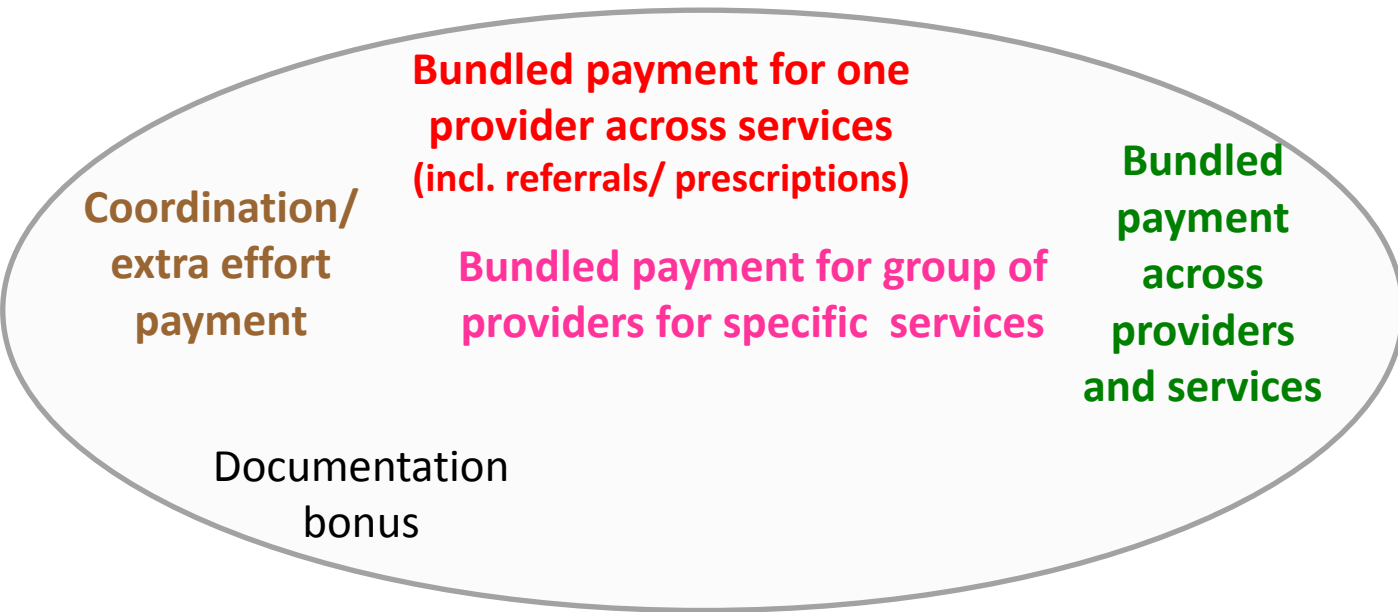 Bundled payment for one
provider across services
(incl. referrals/ prescriptions)
Coordination/
extra effort
payment
Bundled payment for group of
providers for specific  services
Bundled
payment
across
providers
and services
Documentation
bonus